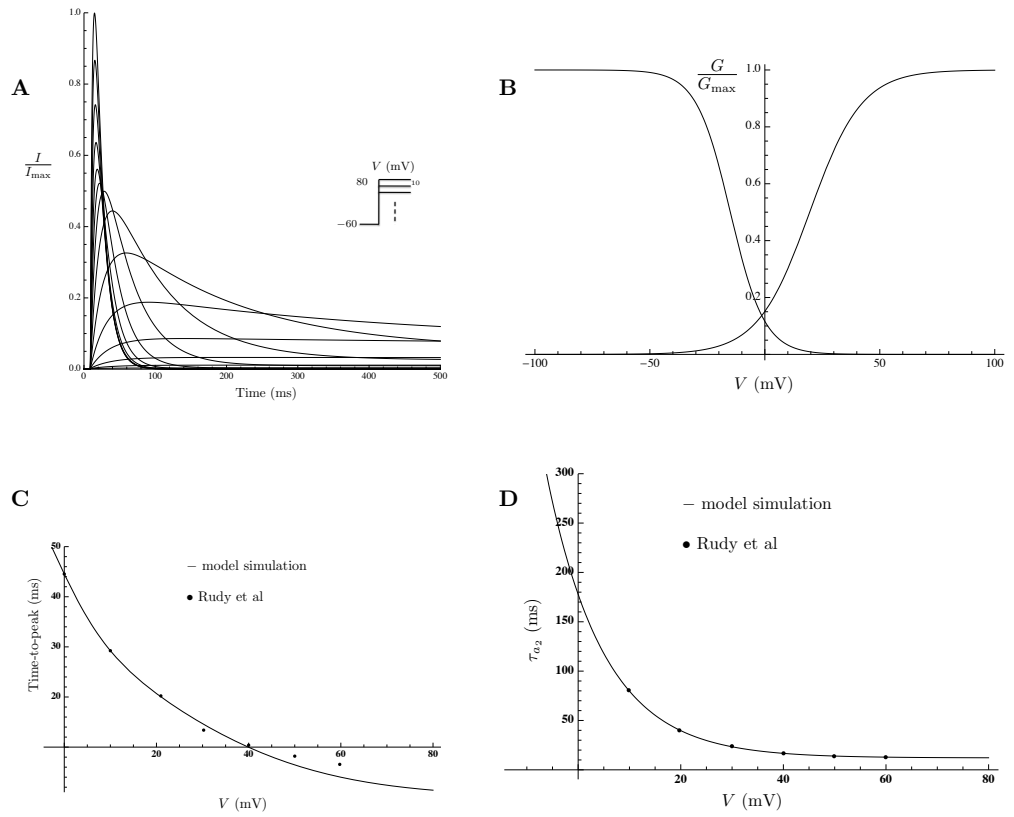 A
I/I_max
1.0
0.8
0.6
0.4
0.2
0.0
0 100 200 300 400 500
Time (ms)
V (mV)
80 10
−60
B
G/G_max
1.0
0.8
0.6
0.4
0.2
−100 −50 50 100
V (mV)
C
Time-to-peak (ms)
50
40
30
20
20 40 60 80
V (mV)
− model simulation
● Rudy et al
D
τ_a₂ (ms)
300
250
200
150
100
50
0 20 40 60 80
V (mV)
− model simulation
● Rudy et al